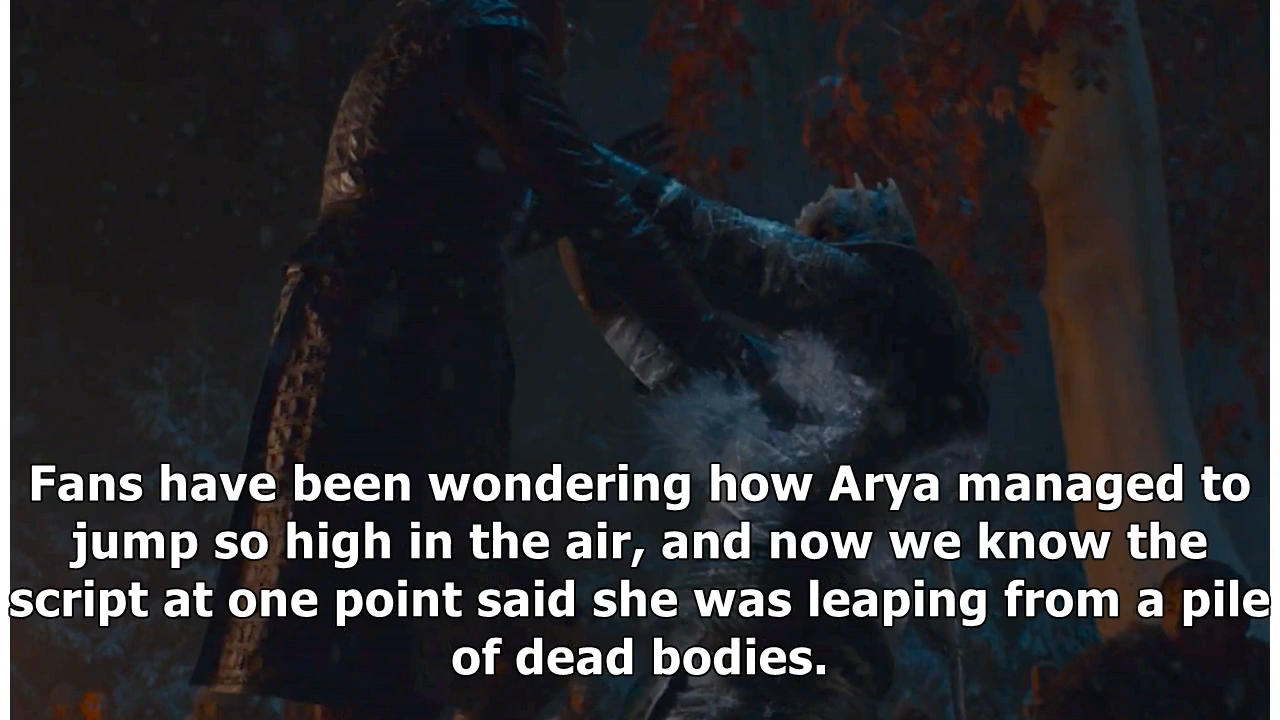 Fans have been wondering how Arya managed to
jump so high in the air, and now we know the
script at one point said she was leaping from a pile
of dead bodies.